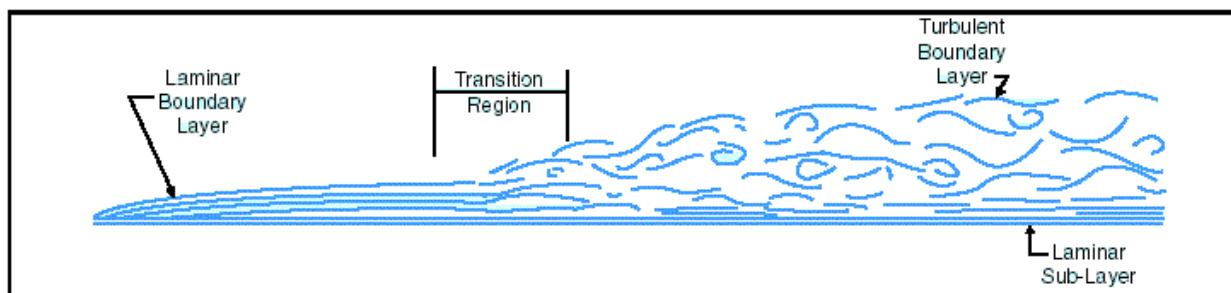 Laminar
Boundary
Layer
Transition
Region
Turbulent
Boundary
Layer
Laminar
Sub-Layer